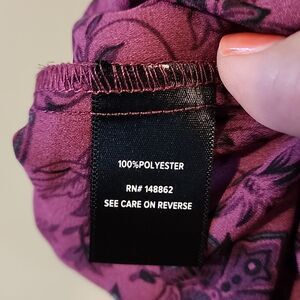 100%POLYESTER
RN# 148862
SEE CARE ON REVERSE